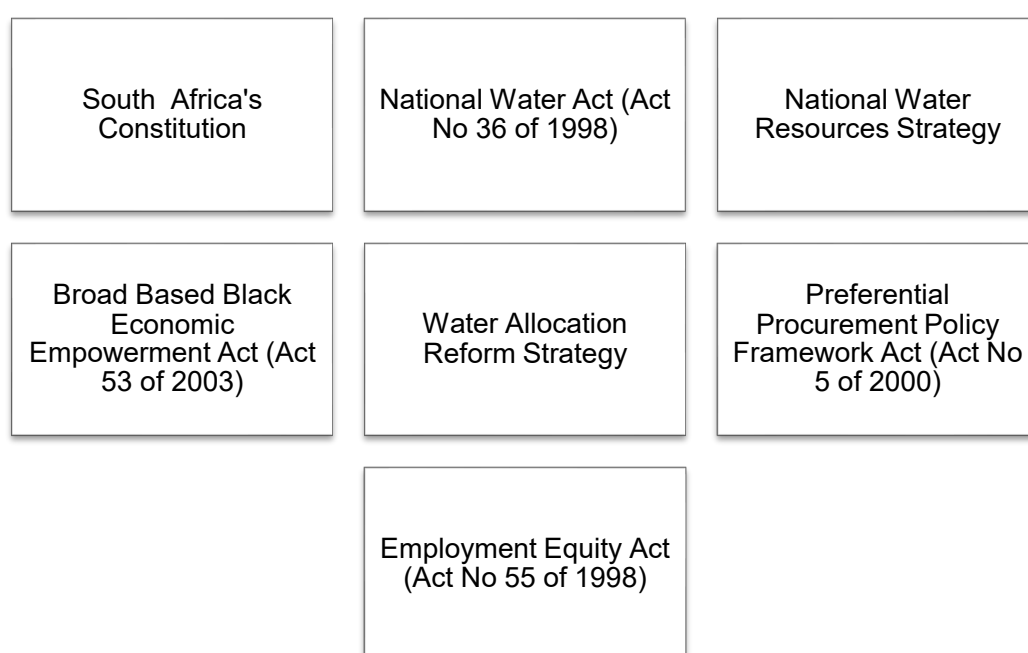 South  Africa's
Constitution
National Water Act (Act
No 36 of 1998)
National Water
Resources Strategy
Broad Based Black
Economic
Empowerment Act (Act
53 of 2003)
Water Allocation
Reform Strategy
Preferential
Procurement Policy
Framework Act (Act No
5 of 2000)
Employment Equity Act
(Act No 55 of 1998)